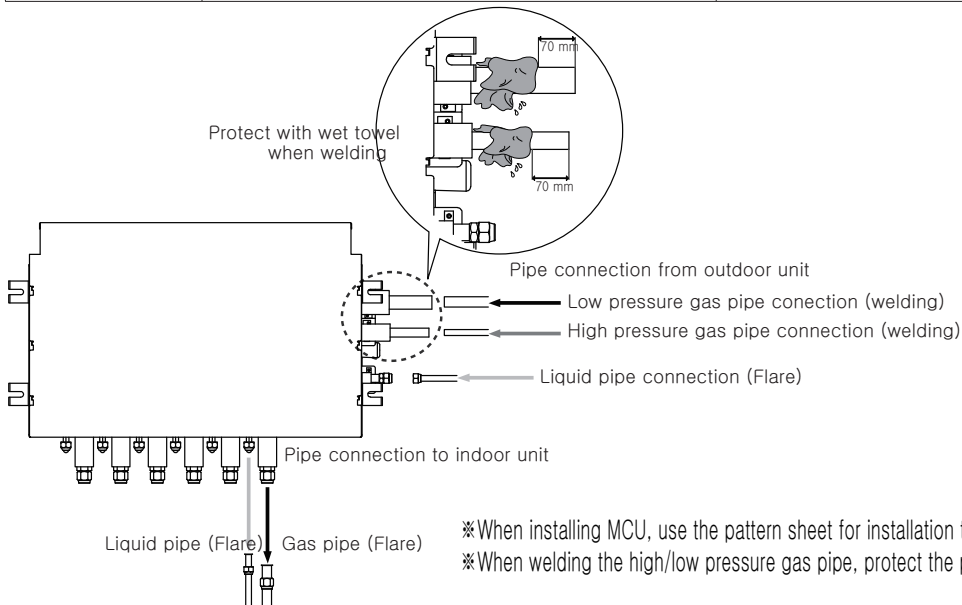 70 mm
Protect with wet towel
when welding
70 mm
Pipe connection from outdoor unit
Low pressure gas pipe conection (welding)
High pressure gas pipe connection (welding)
Liquid pipe connection (Flare)
Pipe connection to indoor unit
Liquid pipe (Flare)
Gas pipe (Flare)
※When installing MCU, use the pattern sheet for installation
※When welding the high/low pressure gas pipe, protect the